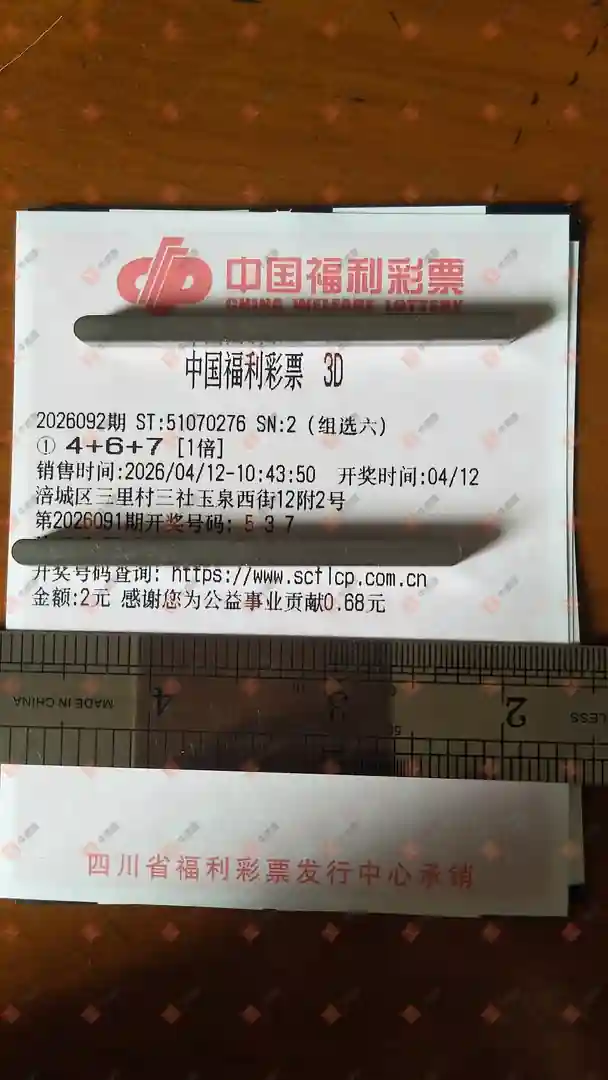 中国福利彩票
CHINA WELFARE LOTTERY
中国福利彩票 3D
2026092期 ST:51070276 SN:2 (组选六)
① 4+6+7 [1倍]
销售时间:2026/04/12-10:43:50 开奖时间:04/12
涪城区三里村三社玉泉西街12附2号
第2026091期开奖号码: 5 3 7
开奖号码查询: https://www.scflcp.com.cn
金额:2元 感谢您为公益事业贡献0.68元
MADE IN CHINA 4 3 2
四川省福利彩票发行中心承销